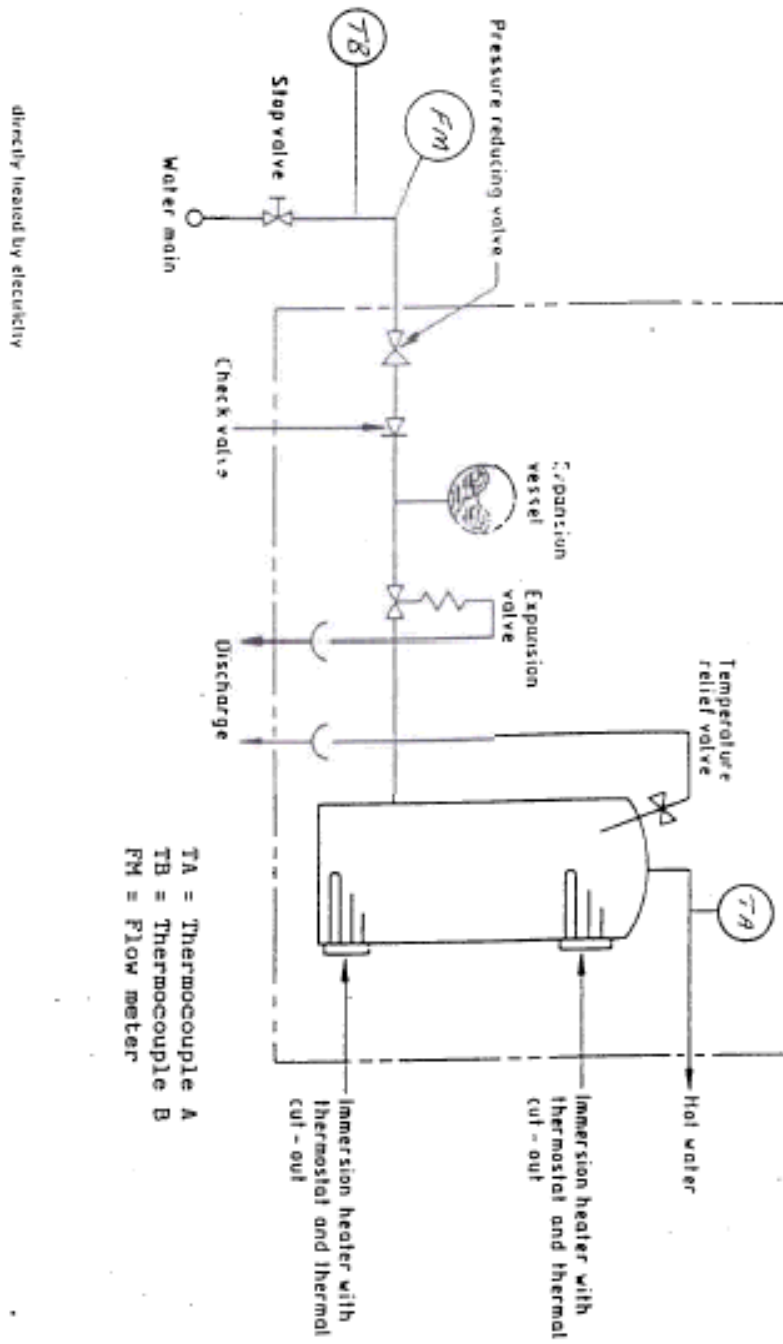 TB
FM
Pressure reducing valve
Stop valve
Water main
Check valve
Expansion
vessel
Expansion
valve
Discharge
Temperature
relief valve
TA
Hot water
Immersion heater with
thermostat and thermal
cut-out
Immersion heater with
thermostat and thermal
cut-out
TA = Thermocouple A
TB = Thermocouple B
FM = Flow meter
directly heated by electricity